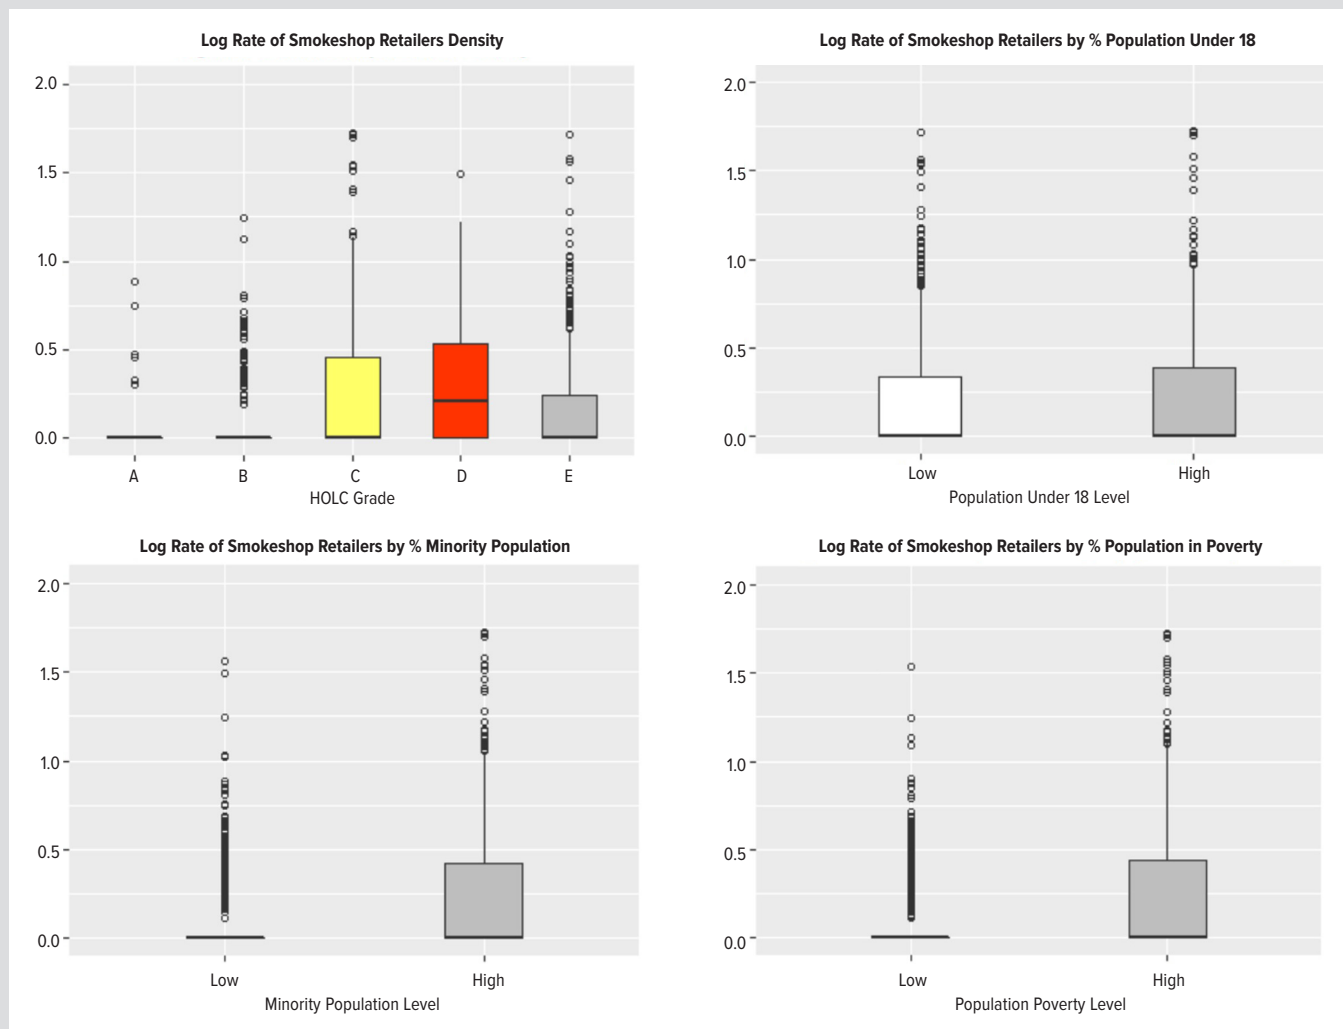 Log Rate of Smokeshop Retailers Density
2.0
1.5
1.0
0.5
0.0
A B C D E
HOLC Grade
Log Rate of Smokeshop Retailers by % Population Under 18
2.0
1.5
1.0
0.5
0.0
Low High
Population Under 18 Level
Log Rate of Smokeshop Retailers by % Minority Population
2.0
1.5
1.0
0.5
0.0
Low High
Minority Population Level
Log Rate of Smokeshop Retailers by % Population in Poverty
2.0
1.5
1.0
0.5
0.0
Low High
Population Poverty Level